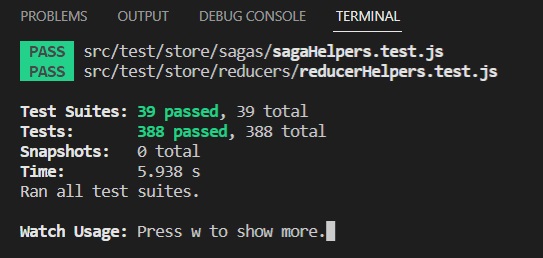 PROBLEMS OUTPUT DEBUG CONSOLE TERMINAL
PASS src/test/store/sagas/sagaHelpers.test.js
PASS src/test/store/reducers/reducerHelpers.test.js
Test Suites: 39 passed, 39 total
Tests: 388 passed, 388 total
Snapshots: 0 total
Time: 5.938 s
Ran all test suites.
Watch Usage: Press w to show more.